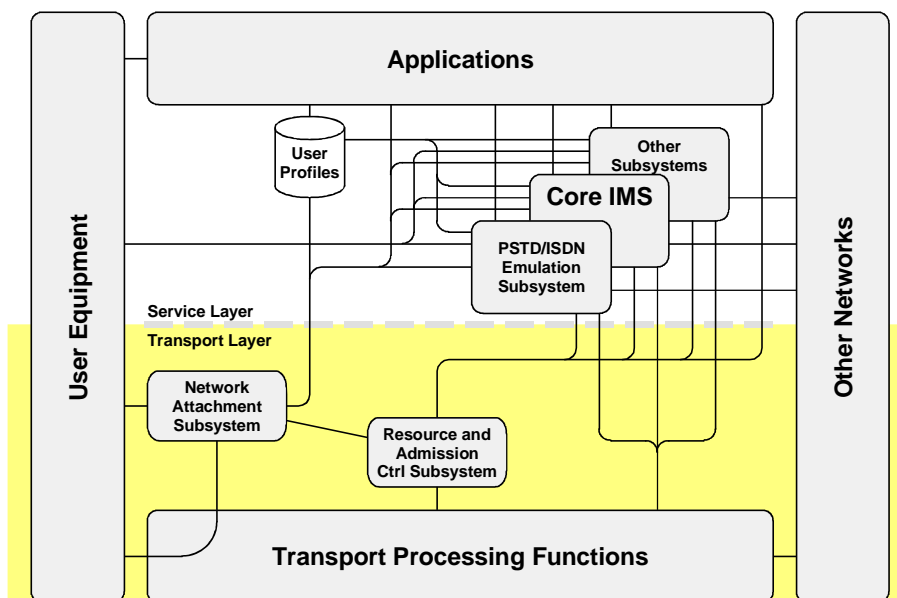 Applications
User
Profiles
Other
Subsystems
Core IMS
PSTD/ISDN
Emulation
Subsystem
User Equipment
Other Networks
Service Layer
Transport Layer
Network
Attachment
Subsystem
Resource and
Admission
Ctrl Subsystem
Transport Processing Functions